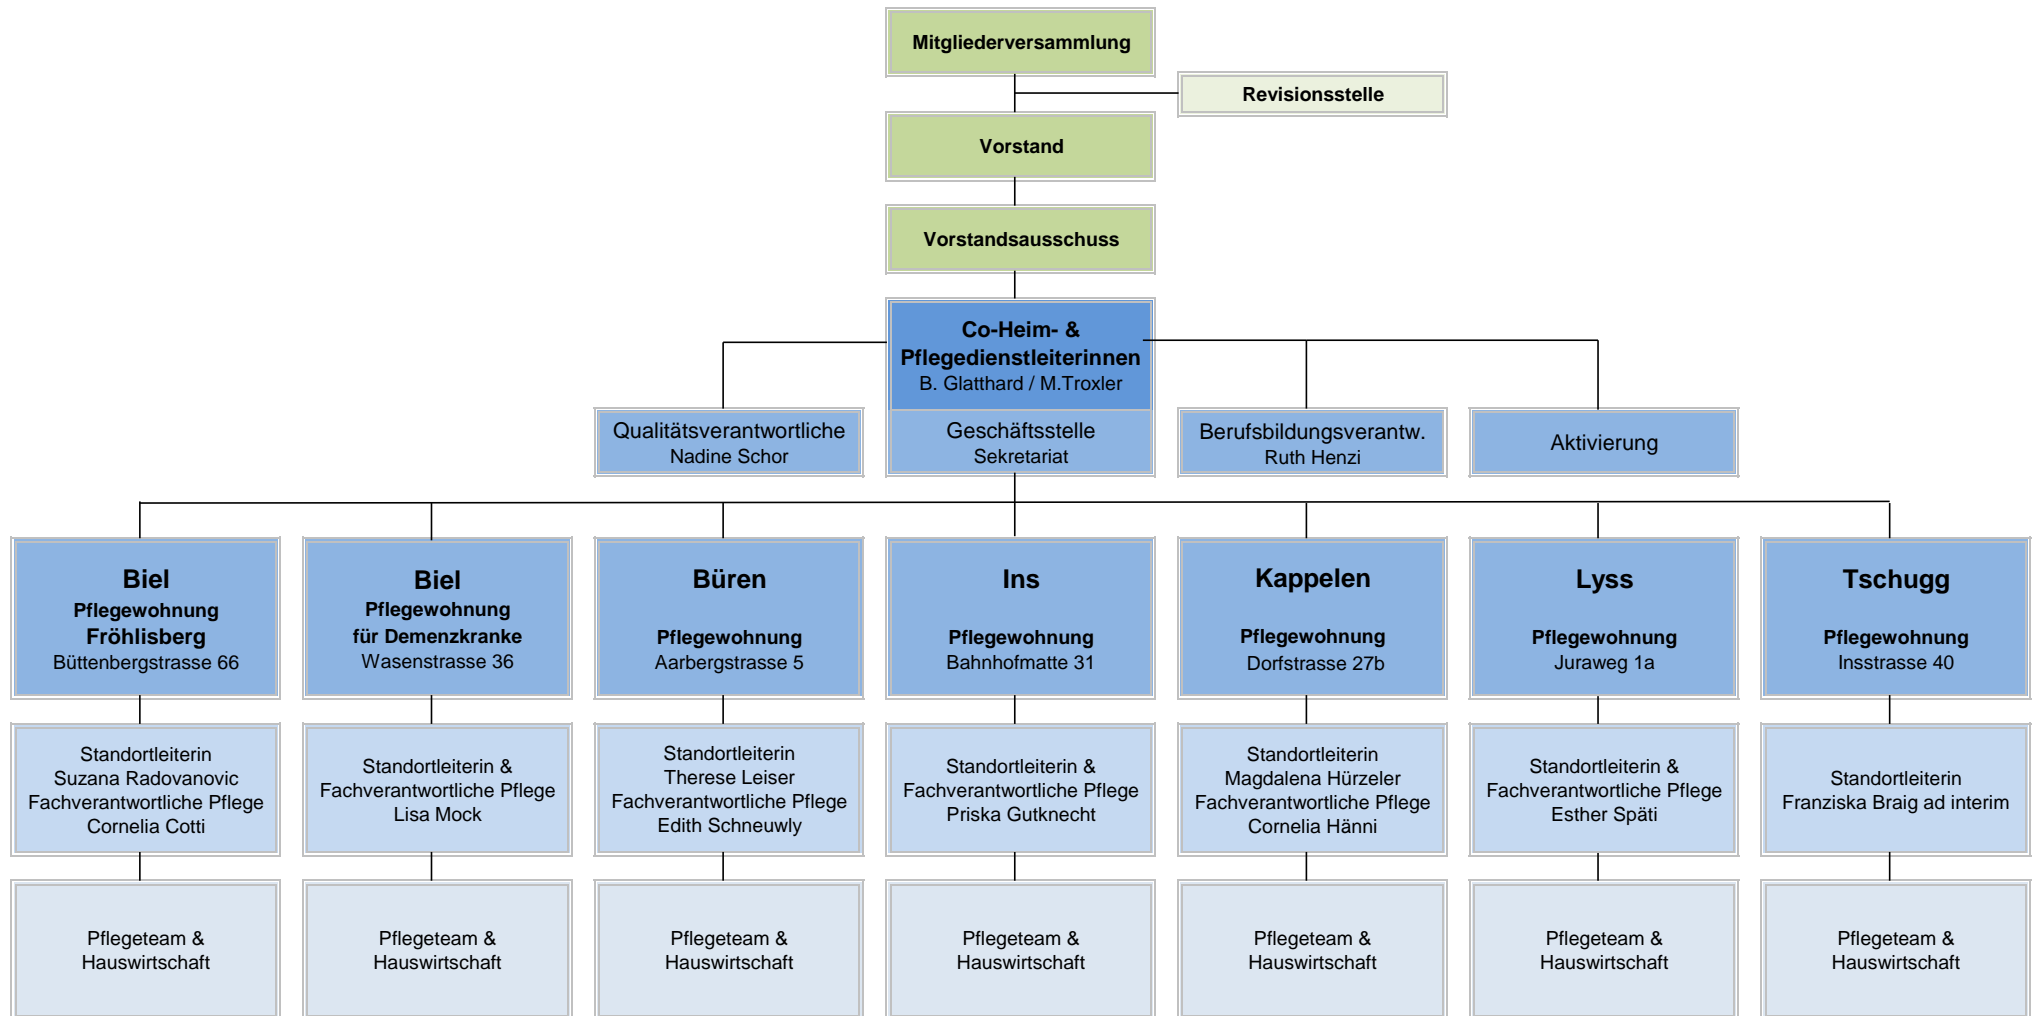 Mitgliederversammlung
Revisionsstelle
Vorstand
Vorstandsausschuss
Co-Heim- &
Pflegedienstleiterinnen
B. Glatthard / M.Troxler
Qualitätsverantwortliche
Nadine Schor
Geschäftsstelle
Sekretariat
Berufsbildungsverantw.
Ruth Henzi
Aktivierung
Biel
Pflegewohnung
Fröhlisberg
Büttenbergstrasse 66
Biel
Pflegewohnung
für Demenzkranke
Wasenstrasse 36
Büren
Pflegewohnung
Aarbergstrasse 5
Ins
Pflegewohnung
Bahnhofmatte 31
Kappelen
Pflegewohnung
Dorfstrasse 27b
Lyss
Pflegewohnung
Juraweg 1a
Tschugg
Pflegewohnung
Insstrasse 40
Standortleiterin
Suzana Radovanovic
Fachverantwortliche Pflege
Cornelia Cotti
Standortleiterin &
Fachverantwortliche Pflege
Lisa Mock
Standortleiterin
Therese Leiser
Fachverantwortliche Pflege
Edith Schneuwly
Standortleiterin &
Fachverantwortliche Pflege
Priska Gutknecht
Standortleiterin
Magdalena Hürzeler
Fachverantwortliche Pflege
Cornelia Hänni
Standortleiterin &
Fachverantwortliche Pflege
Esther Späti
Standortleiterin
Franziska Braig ad interim
Pflegeteam &
Hauswirtschaft
Pflegeteam &
Hauswirtschaft
Pflegeteam &
Hauswirtschaft
Pflegeteam &
Hauswirtschaft
Pflegeteam &
Hauswirtschaft
Pflegeteam &
Hauswirtschaft
Pflegeteam &
Hauswirtschaft